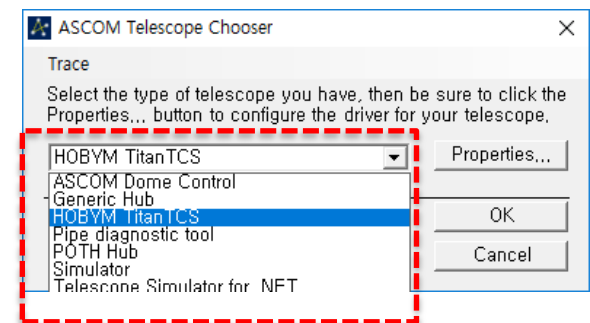 ASCOM Telescope Chooser
Trace
Select the type of telescope you have, then be sure to click the
Properties... button to configure the driver for your telescope.
HOBYM TitanTCS
Properties...
ASCOM Dome Control
Generic Hub
HOBYM TitanTCS
Pipe diagnostic tool
POTH Hub
Simulator
Telescope Simulator for .NET
OK
Cancel